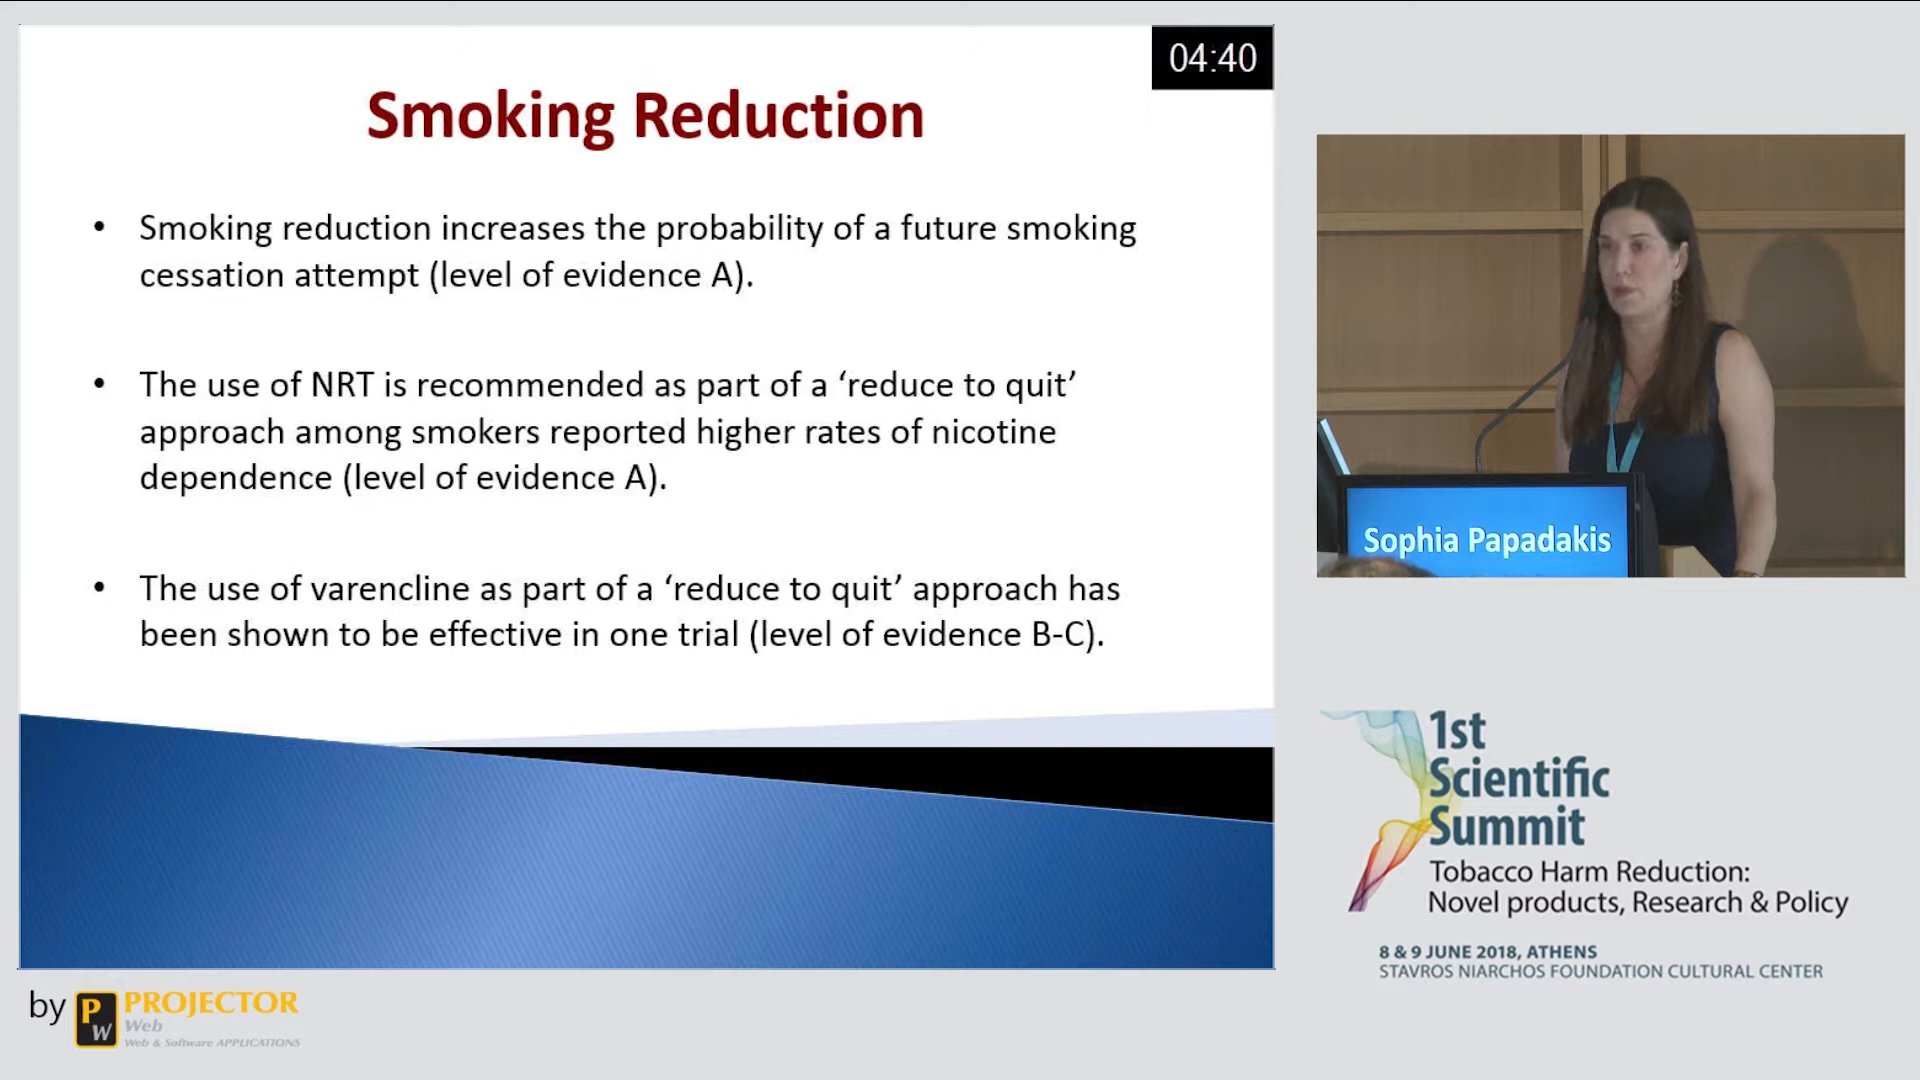 04:40
Smoking Reduction
• Smoking reduction increases the probability of a future smoking
cessation attempt (level of evidence A).
• The use of NRT is recommended as part of a ‘reduce to quit’
approach among smokers reported higher rates of nicotine
dependence (level of evidence A).
• The use of varencline as part of a ‘reduce to quit’ approach has
been shown to be effective in one trial (level of evidence B-C).
Sophia Papadakis
1st
Scientific
Summit
Tobacco Harm Reduction:
Novel products, Research & Policy
8 & 9 JUNE 2018, ATHENS
STAVROS NIARCHOS FOUNDATION CULTURAL CENTER
by PW PROJECTOR
Web
Web & Software APPLICATIONS